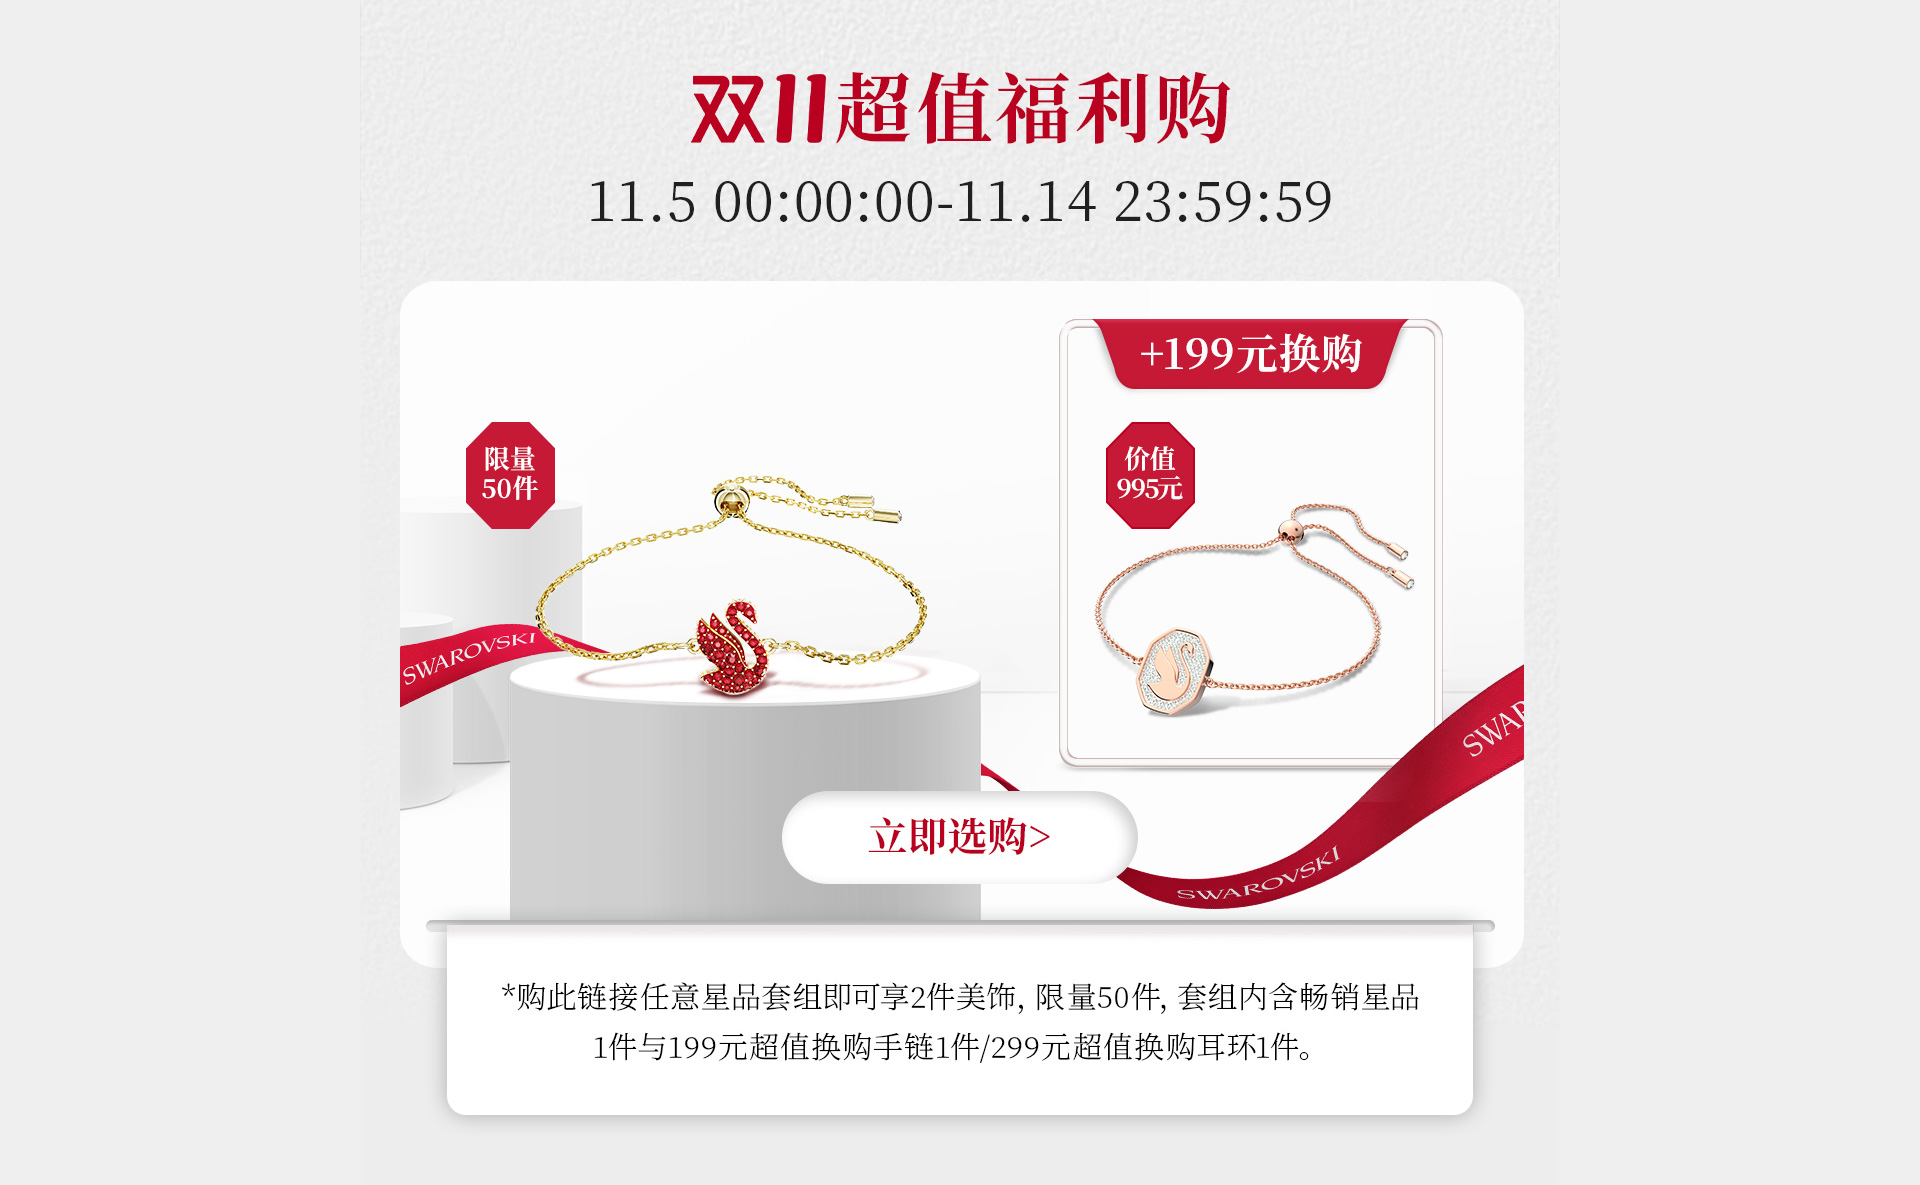 双11超值福利购
11.5 00:00:00-11.14 23:59:59
+199元换购
限量
50件
价值
995元
SWAROVSKI
SWAR
立即选购>
SWAROVSKI
*购此链接任意星品套组即可享2件美饰, 限量50件, 套组内含畅销星品
1件与199元超值换购手链1件/299元超值换购耳环1件。